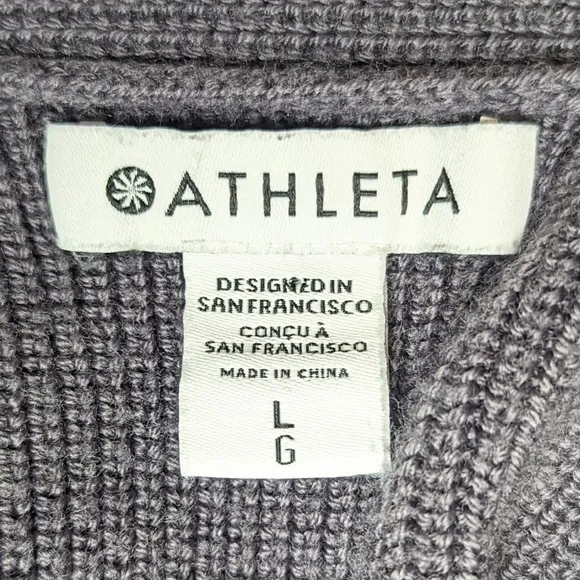 ATHLETA
DESIGNED IN
SAN FRANCISCO
CONÇU À
SAN FRANCISCO
MADE IN CHINA
L
G